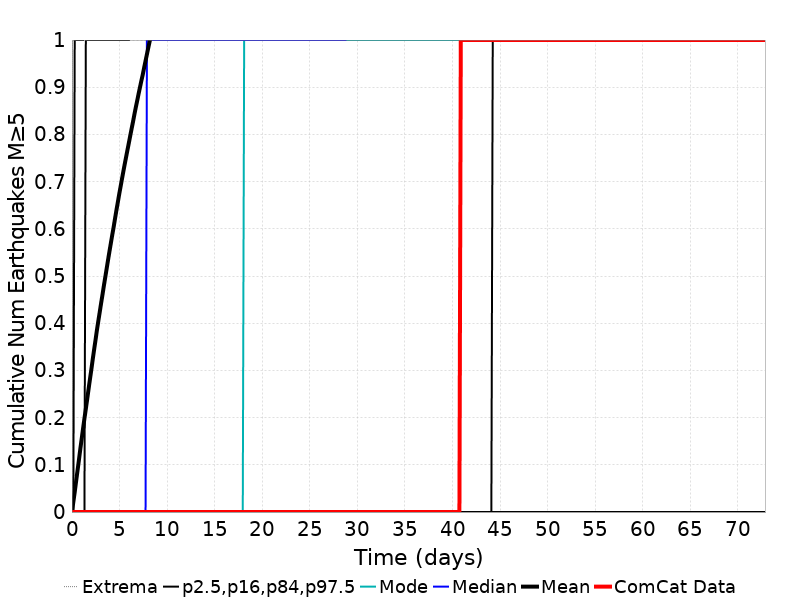 Cumulative Num Earthquakes M≥5
1
0.9
0.8
0.7
0.6
0.5
0.4
0.3
0.2
0.1
0
0 5 10 15 20 25 30 35 40 45 50 55 60 65 70
Time (days)
Extrema p2.5,p16,p84,p97.5 Mode Median Mean ComCat Data